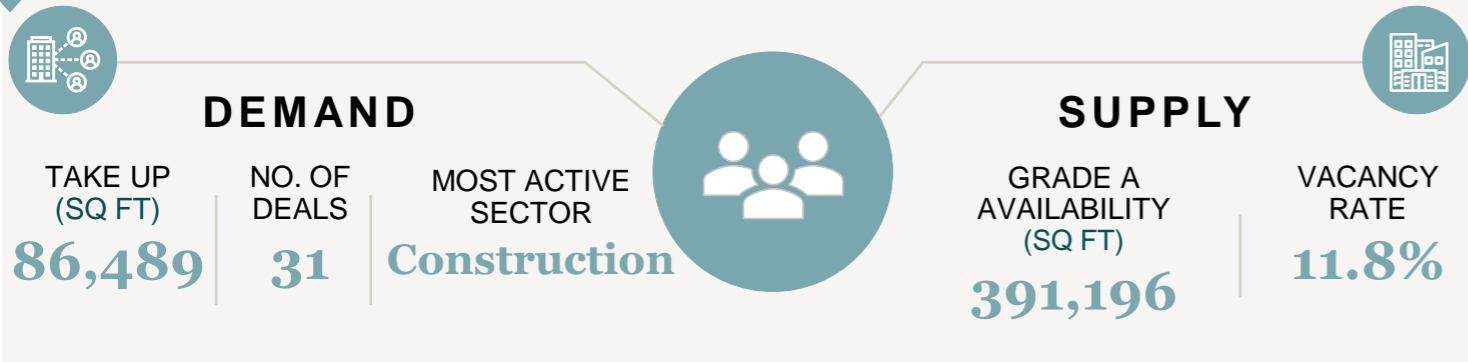 DEMAND
TAKE UP
(SQ FT)
86,489
NO. OF
DEALS
31
MOST ACTIVE
SECTOR
Construction
SUPPLY
GRADE A
AVAILABILITY
(SQ FT)
391,196
VACANCY
RATE
11.8%